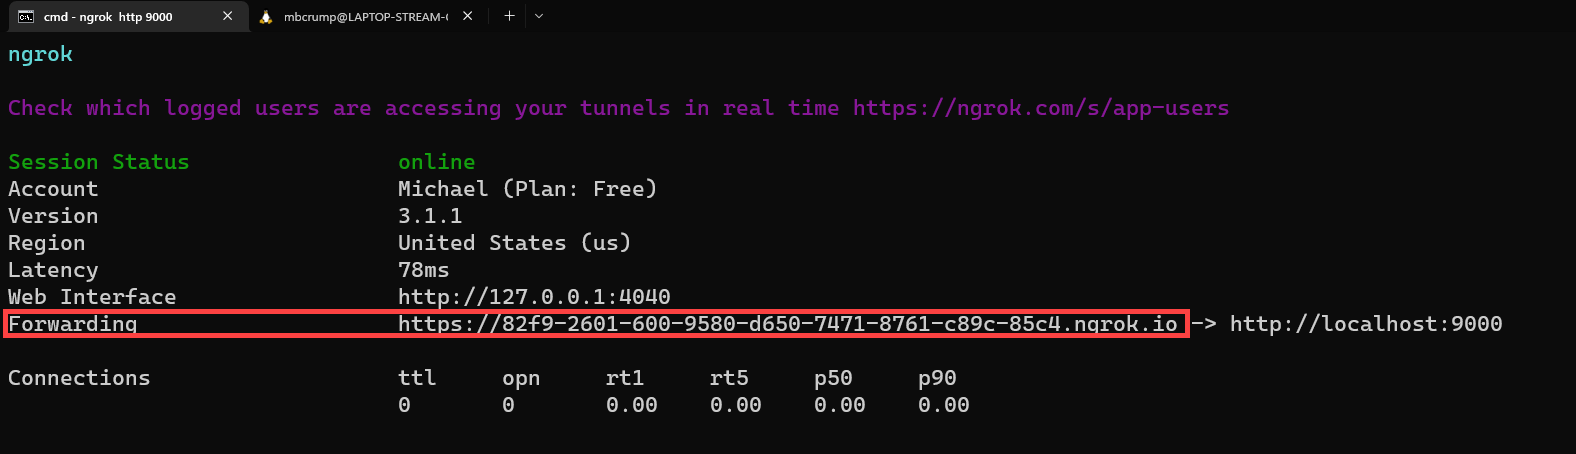 cmd - ngrok  http 9000
mbcrump@LAPTOP-STREAM-
ngrok
Check which logged users are accessing your tunnels in real time https://ngrok.com/s/app-users
Session Status online
Account Michael (Plan: Free)
Version 3.1.1
Region United States (us)
Latency 78ms
Web Interface http://127.0.0.1:4040
Forwarding https://82f9-2601-600-9580-d650-7471-8761-c89c-85c4.ngrok.io -> http://localhost:9000
Connections ttl opn rt1 rt5 p50 p90
0 0 0.00 0.00 0.00 0.00